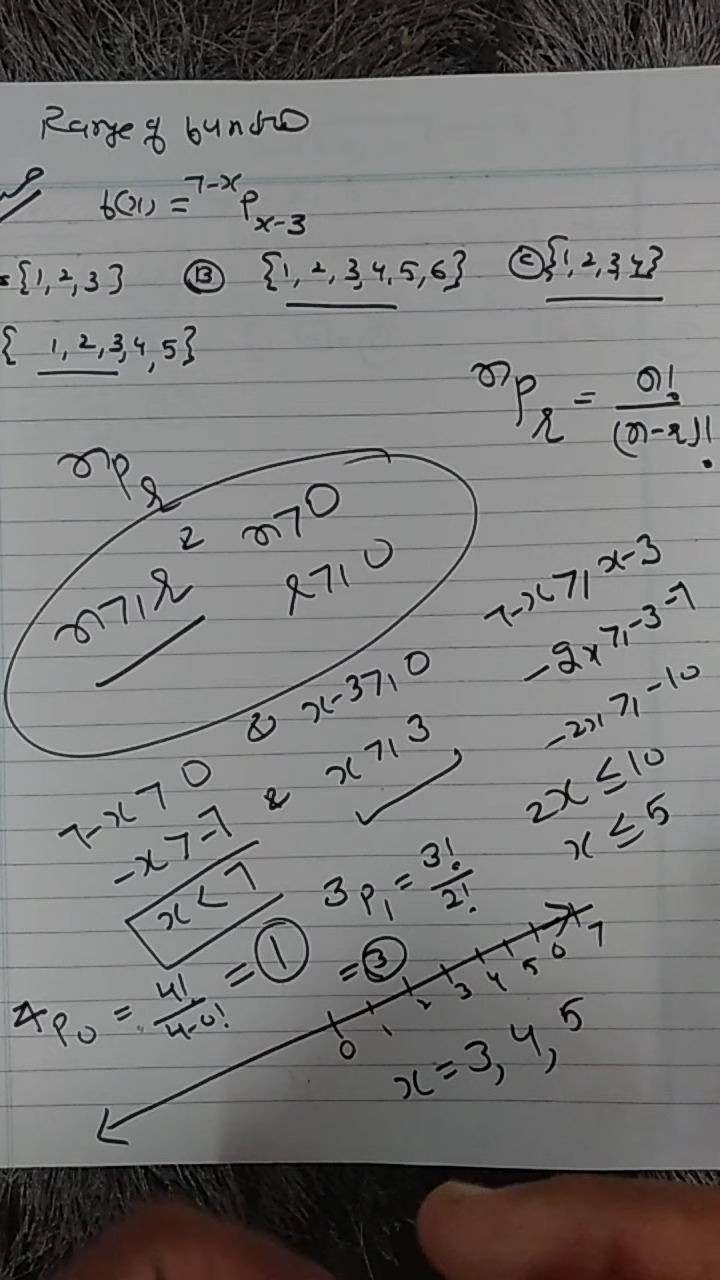 Range of
f(x) = ⁷⁻ˣPₓ₋₃
{1, 2, 3} Ⓑ {1, 2, 3, 4, 5, 6} Ⓒ {1, 2, 3, 4}
{ 1, 2, 3, 4, 5}
ⁿPᵣ = n! / (n-r)!
ⁿPᵣ
n ≥ r & n > 0
r ≥ 0
7-x > 0 & x-3 ≥ 0
-x > -7 & x ≥ 3
x < 7
7-x ≥ x-3
-2x ≥ -3-7
-2x ≥ -10
2x ≤ 10
x ≤ 5
3P₁ = 3! / 2!
= ③
4P₀ = 4! / 4-0! = ①
0 1 2 3 4 5 6 7
x = 3, 4, 5